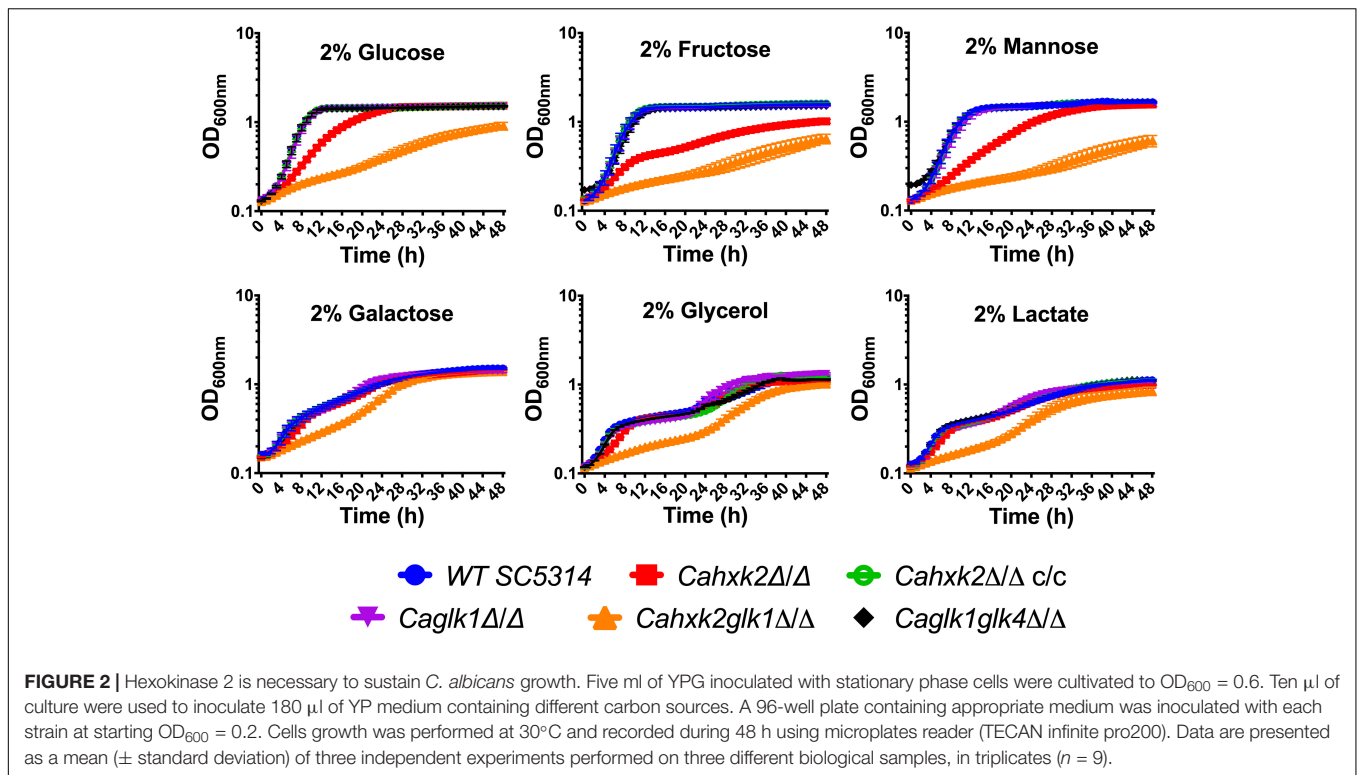 2% Glucose
OD600nm
10
1
0.1
0 4 8 12 16 20 24 28 32 36 40 44 48
Time (h)
2% Fructose
OD600nm
10
1
0.1
0 4 8 12 16 20 24 28 32 36 40 44 48
Time (h)
2% Mannose
OD600nm
10
1
0.1
0 4 8 12 16 20 24 28 32 36 40 44 48
Time (h)
2% Galactose
OD600nm
10
1
0.1
0 4 8 12 16 20 24 28 32 36 40 44 48
Time (h)
2% Glycerol
OD600nm
10
1
0.1
0 4 8 12 16 20 24 28 32 36 40 44 48
Time (h)
2% Lactate
OD600nm
10
1
0.1
0 4 8 12 16 20 24 28 32 36 40 44 48
Time (h)
WT SC5314 Cahxk2Δ/Δ Cahxk2Δ/Δ c/c
Caglk1Δ/Δ Cahxk2glk1Δ/Δ Caglk1glk4Δ/Δ
FIGURE 2 | Hexokinase 2 is necessary to sustain C. albicans growth. Five ml of YPG inoculated with stationary phase cells were cultivated to OD600 = 0.6. Ten µl of
culture were used to inoculate 180 µl of YP medium containing different carbon sources. A 96-well plate containing appropriate medium was inoculated with each
strain at starting OD600 = 0.2. Cells growth was performed at 30°C and recorded during 48 h using microplates reader (TECAN infinite pro200). Data are presented
as a mean (± standard deviation) of three independent experiments performed on three different biological samples, in triplicates (n = 9).